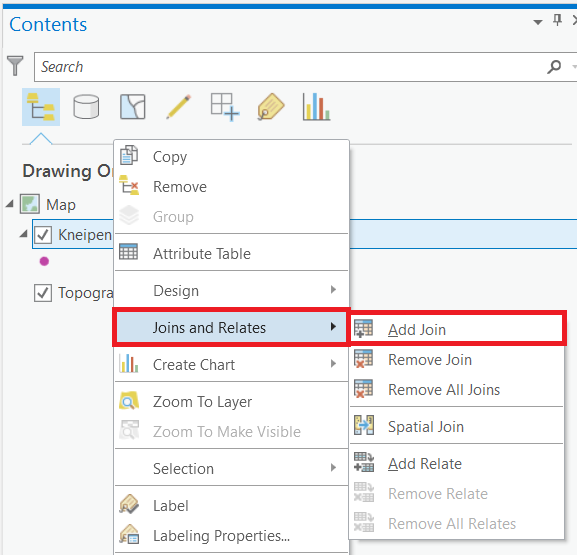 Contents
Search
Drawing O
Map
Kneipen
Topogra
Copy
Remove
Group
Attribute Table
Design
Joins and Relates
Create Chart
Zoom To Layer
Zoom To Make Visible
Selection
Label
Labeling Properties...
Add Join
Remove Join
Remove All Joins
Spatial Join
Add Relate
Remove Relate
Remove All Relates